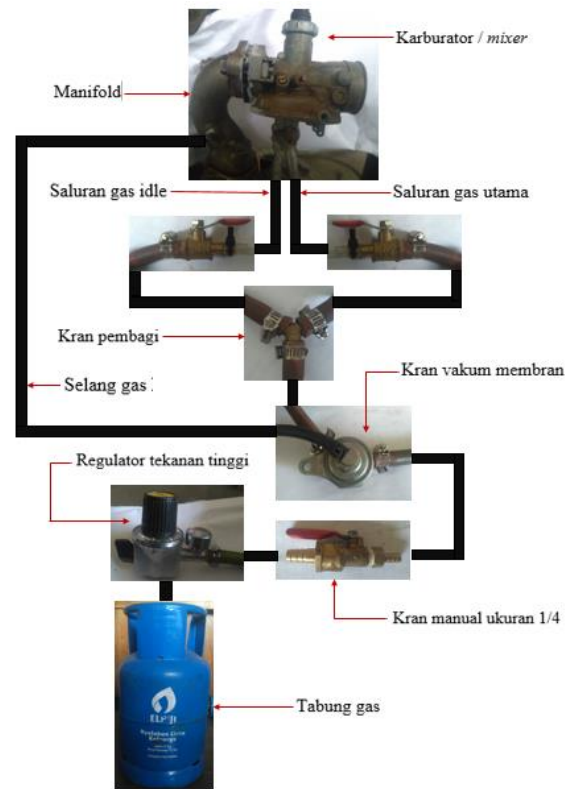 Karburator / mixer
Manifold
Saluran gas idle
Saluran gas utama
Kran pembagi
Kran vakum membran
Selang gas
Regulator tekanan tinggi
Kran manual ukuran 1/4
Tabung gas
ELPIJI